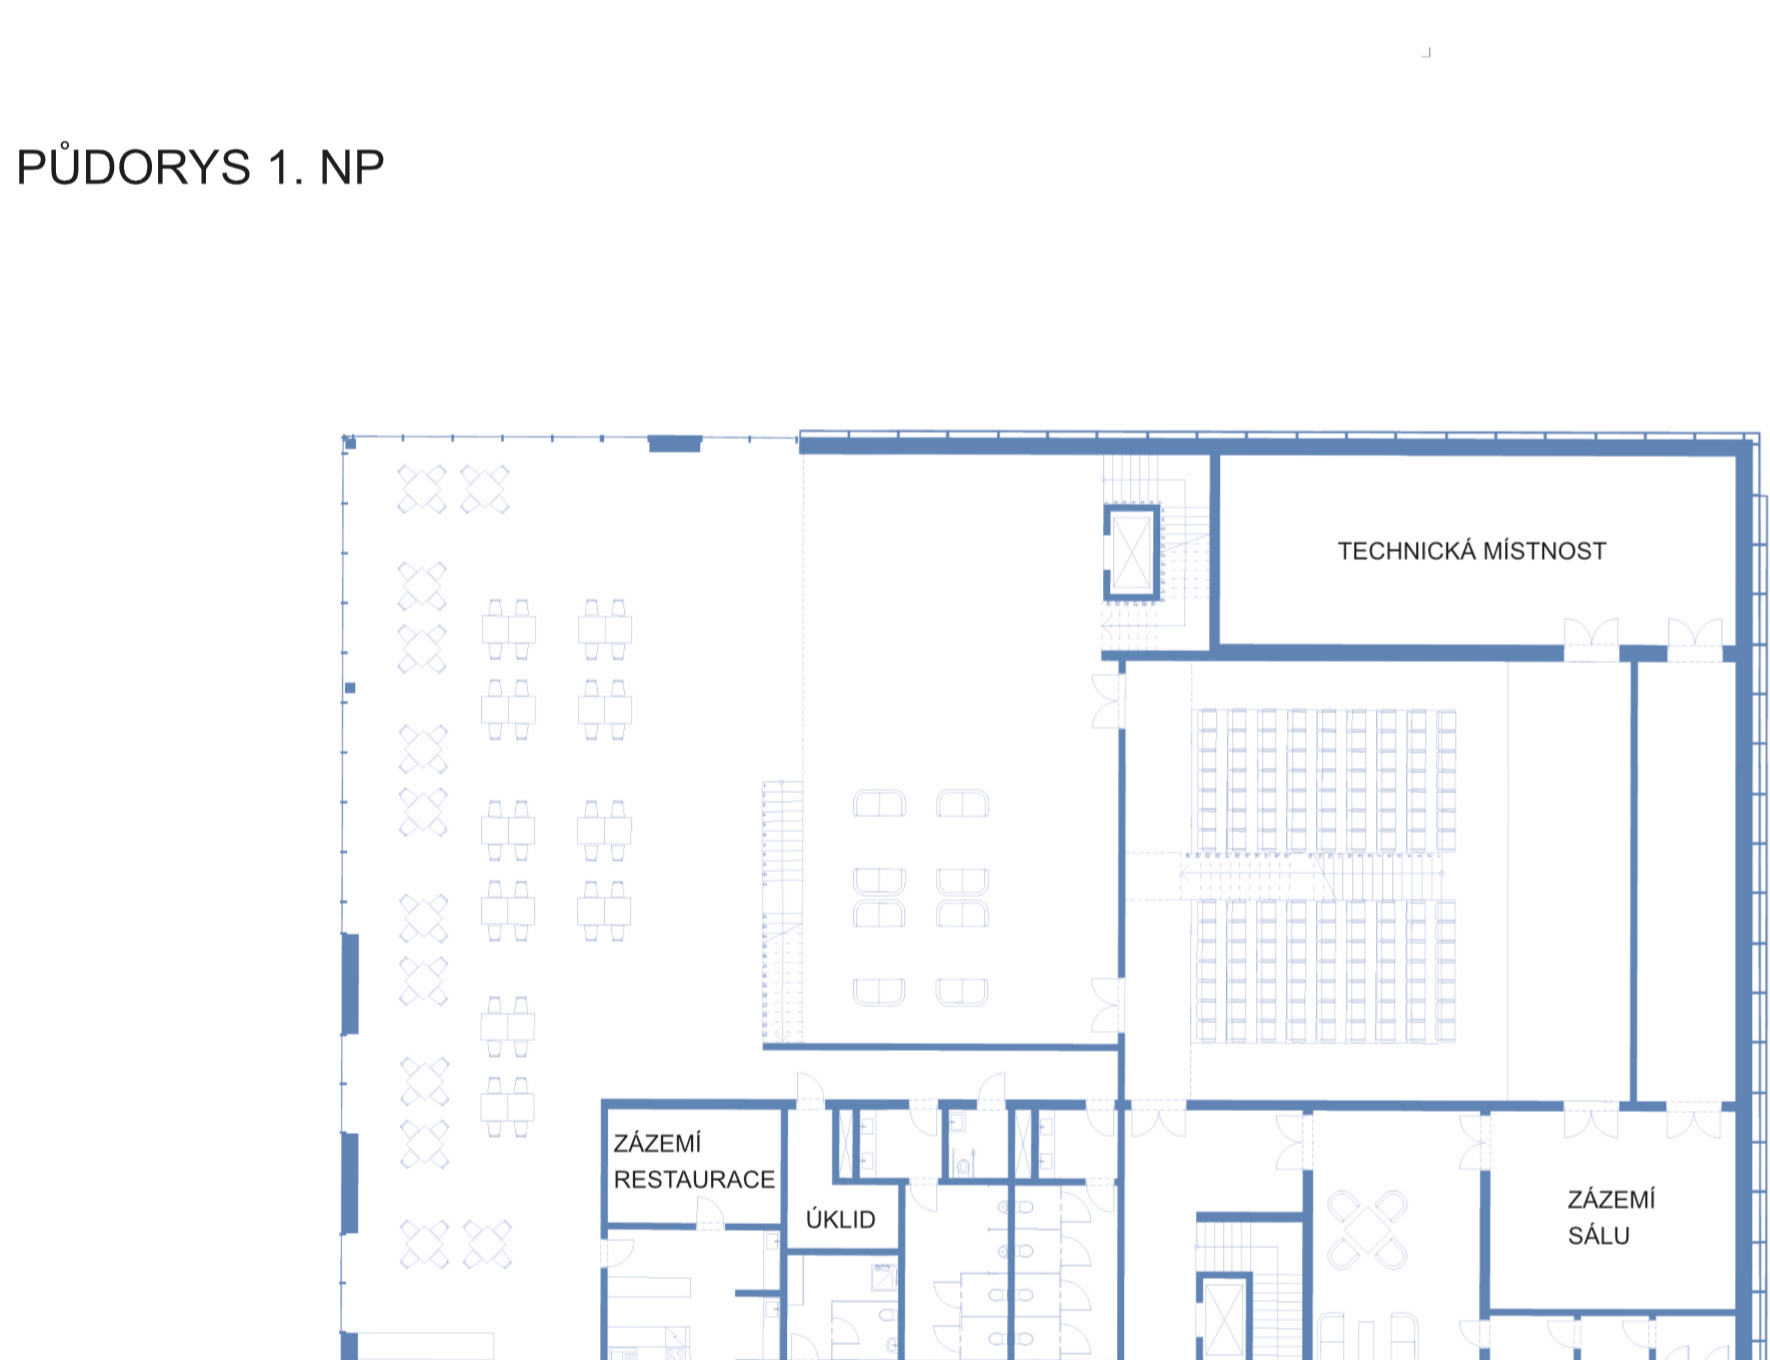 PŮDORYS 1. NP
TECHNICKÁ MÍSTNOST
ZÁZEMÍ
RESTAURACE
ÚKLID
ZÁZEMÍ
SÁLU